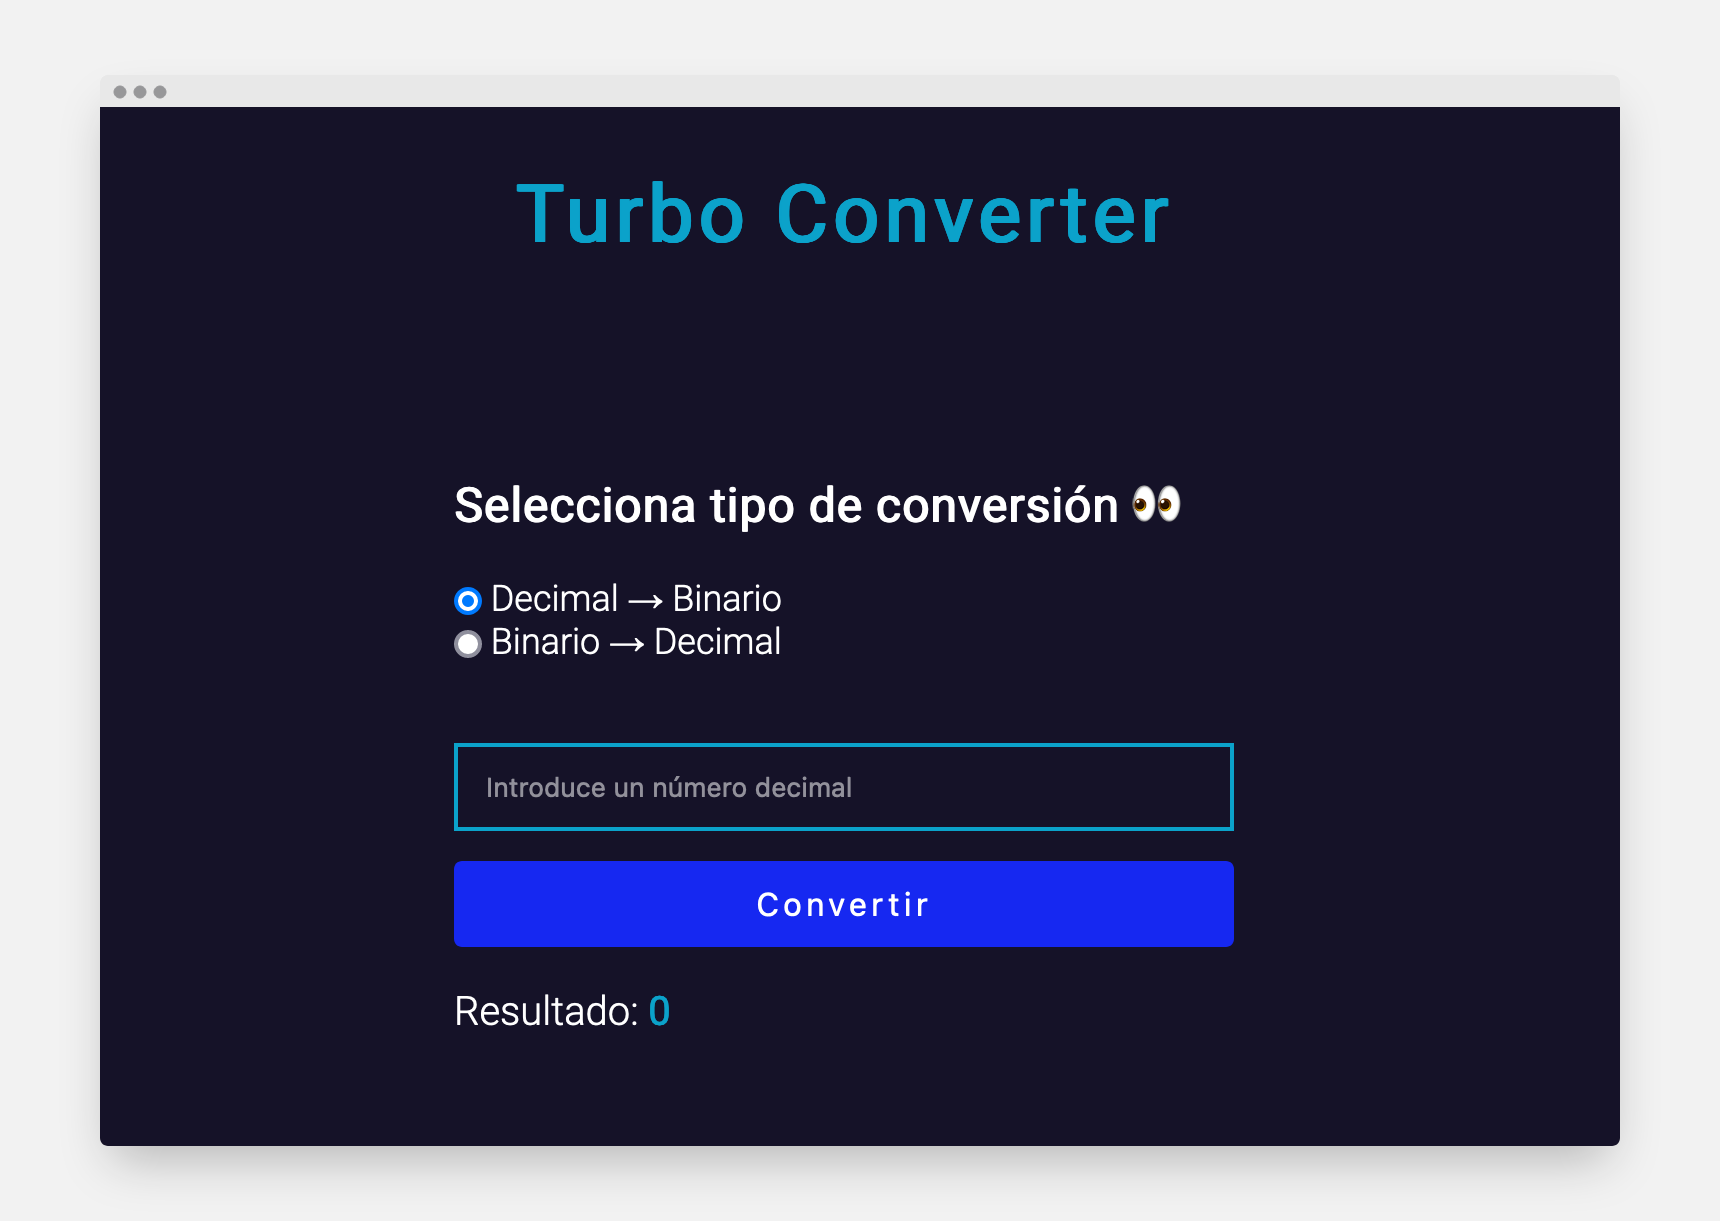 Turbo Converter
Selecciona tipo de conversión 👀
Decimal → Binario
Binario → Decimal
Introduce un número decimal
Convertir
Resultado: 0